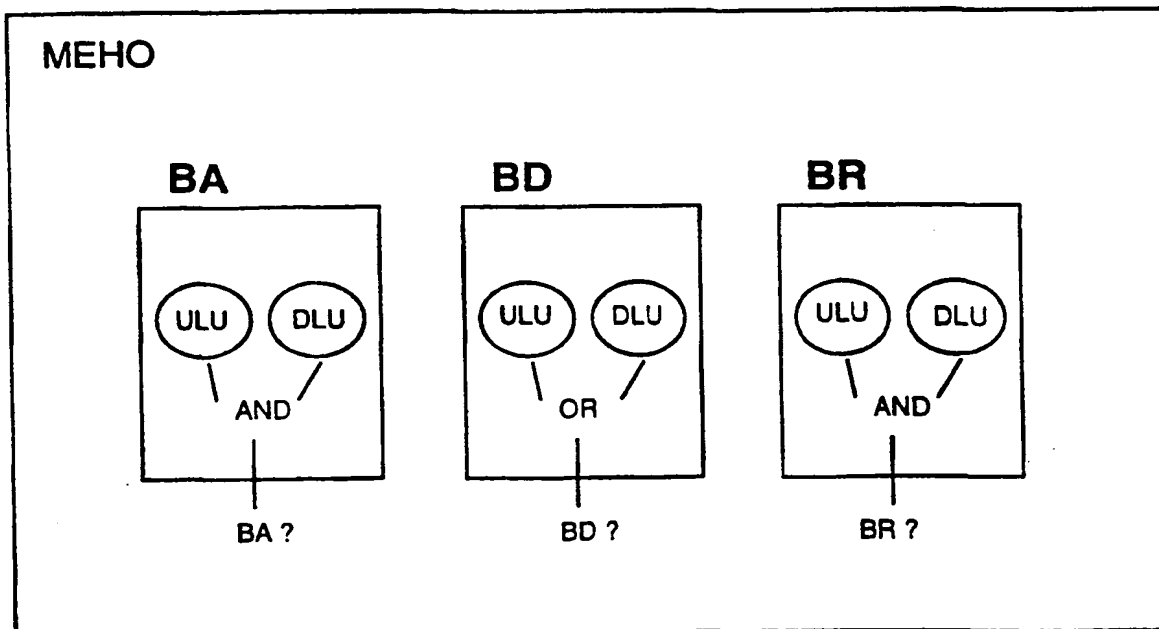 MEHO
BA BD BR
ULU DLU ULU DLU ULU DLU
AND OR AND
BA ? BD ? BR ?